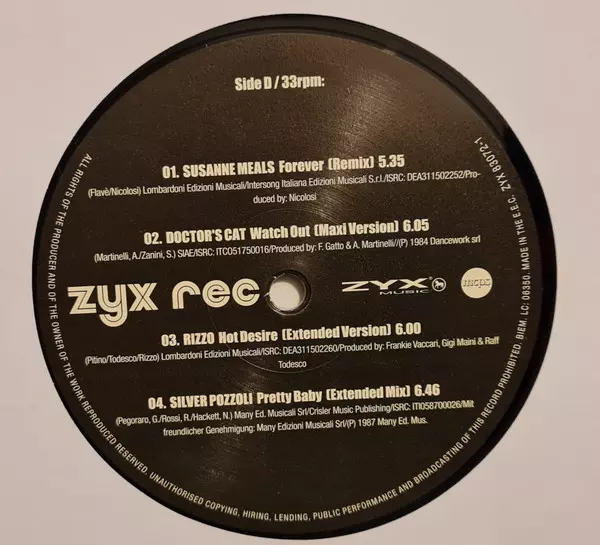 Side D / 33rpm:
01. SUSANNE MEALS Forever (Remix) 5.35
(Flavè/Nicolosi) Lombardoni Edizioni Musicali/Intersong Italiana Edizioni Musicali S.r.l./ISRC: DEA311502252/Pro-
duced by: Nicolosi
02. DOCTOR'S CAT Watch Out (Maxi Version) 6.05
(Martinelli, A./Zanini, S.) SIAE/ISRC: ITC051750016/Produced by: F. Gatto & A. Martinelli//(P) 1984 Dancework srl
zyx rec
ZYX®
MUSIC
mcps
03. RIZZO Hot Desire (Extended Version) 6.00
(Pitino/Todesco/Rizzo) Lombardoni Edizioni Musicali/ISRC: DEA311502260/Produced by: Frankie Vaccari, Gigi Maini & Raff
Todesco
04. SILVER POZZOLI Pretty Baby (Extended Mix) 6.46
(Pegoraro, G./Rossi, R./Hackett, N.) Many Ed. Musicali Srl/Crisler Music Publishing/ISRC: ITI058700026/Mit
freundlicher Genehmigung: Many Edizioni Musicali Srl/(P) 1987 Many Ed. Mus.
ALL RIGHTS OF THE PRODUCER AND OF THE OWNER OF THE WORK REPRODUCED RESERVED. UNAUTHORISED COPYING, HIRING, LENDING, PUBLIC PERFORMANCE AND BROADCASTING OF THIS RECORD PROHIBITED. BIEM. LC: 06350. MADE IN THE E.E.C. ZYX 83072-1